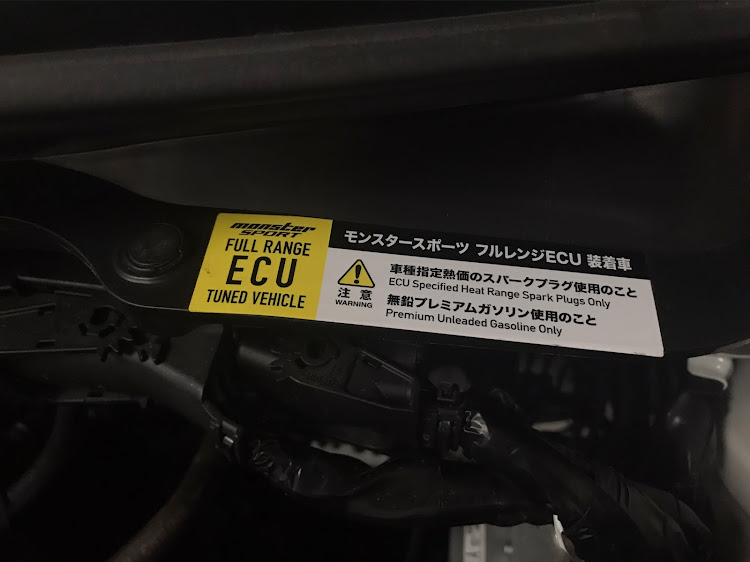 monster
SPORT
FULL RANGE
ECU
TUNED VEHICLE
モンスタースポーツ フルレンジECU 装着車
注 意
WARNING
車種指定熱価のスパークプラグ使用のこと
ECU Specified Heat Range Spark Plugs Only
無鉛プレミアムガソリン使用のこと
Premium Unleaded Gasoline Only